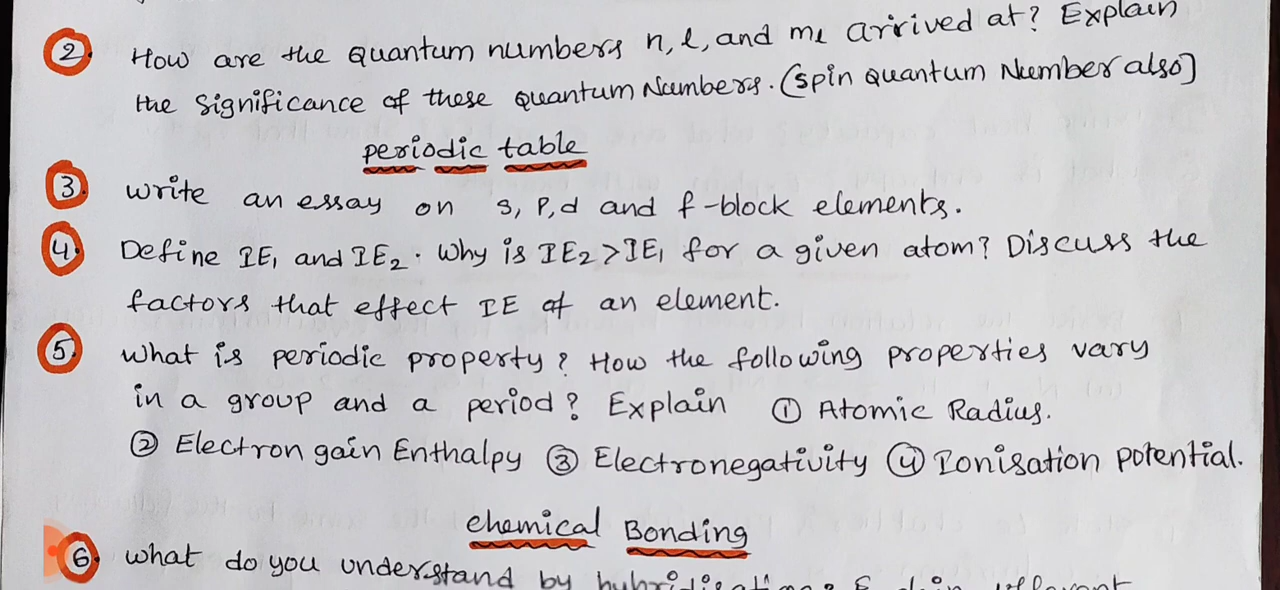 2. How are the Quantum numbers n, l, and ml arrived at? Explain
the Significance of these Quantum Numbers. (Spin Quantum Number also)
periodic table
3. write an essay on s, P, d and f-block elements.
4. Define IE1 and IE2. Why is IE2 > IE1 for a given atom? Discuss the
factors that effect IE of an element.
5. What is periodic property? How the following properties vary
in a group and a period? Explain ① Atomic Radius.
② Electron gain Enthalpy ③ Electronegativity ④ Ionisation potential.
chemical Bonding
6. what do you understand by